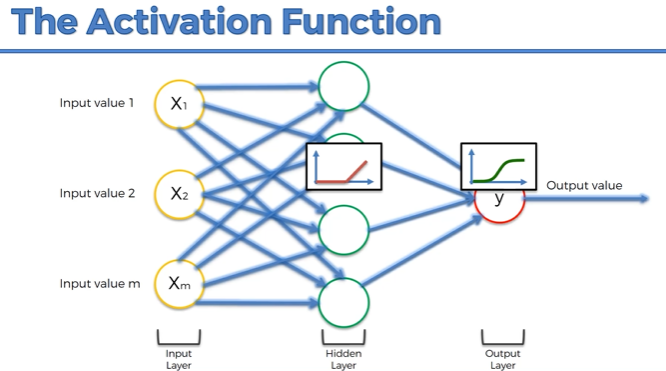 The Activation Function
Input value 1
X1
Input value 2
X2
y
Output value
Input value m
Xm
Input
Layer
Hidden
Layer
Output
Layer